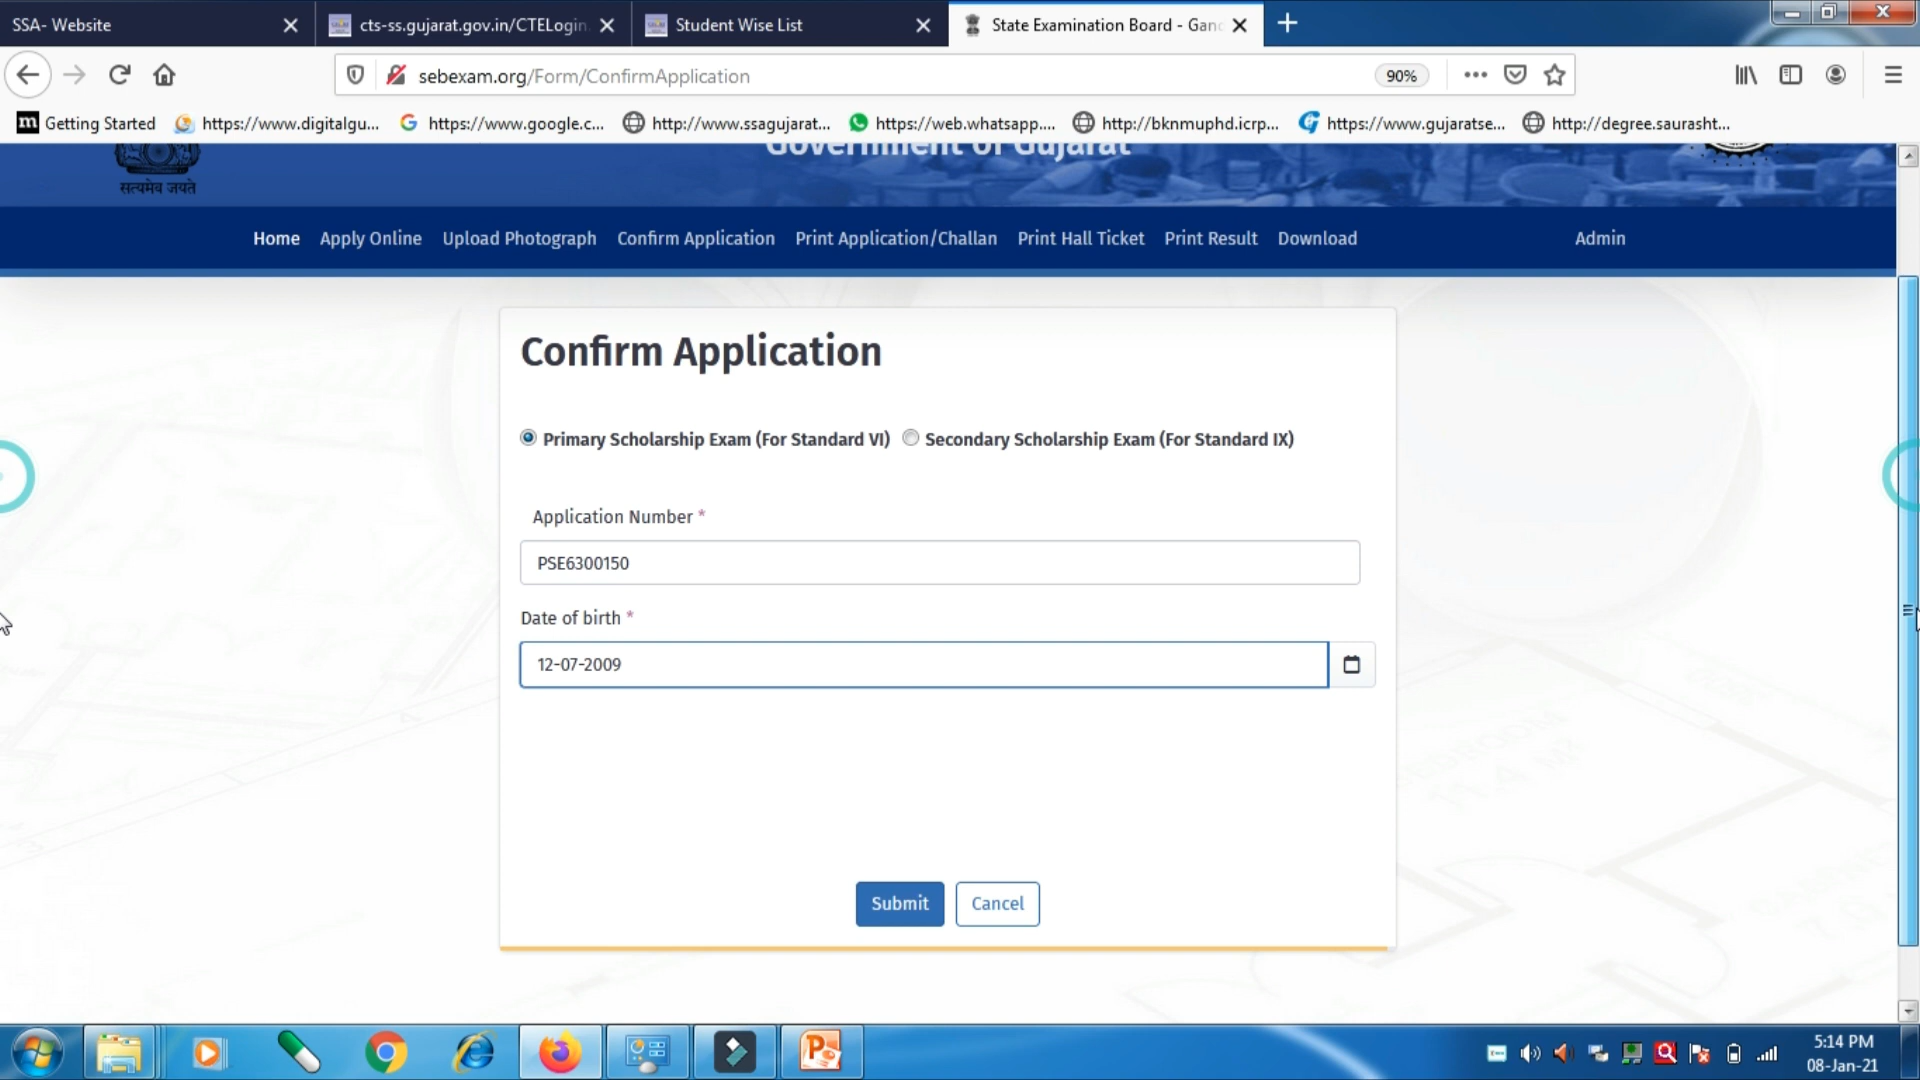 SSA- Website
cts-ss.gujarat.gov.in/CTELogin
Student Wise List
State Examination Board - Gan
sebexam.org/Form/ConfirmApplication
90%
Getting Started
https://www.digitalgu...
https://www.google.c...
http://www.ssagujarat...
https://web.whatsapp....
http://bknmuphd.icrp...
https://www.gujaratse...
http://degree.saurasht...
Government of Gujarat
सत्यमेव जयते
Home
Apply Online
Upload Photograph
Confirm Application
Print Application/Challan
Print Hall Ticket
Print Result
Download
Admin
Confirm Application
Primary Scholarship Exam (For Standard VI)
Secondary Scholarship Exam (For Standard IX)
Application Number *
PSE6300150
Date of birth *
12-07-2009
Submit
Cancel
5:14 PM
08-Jan-21